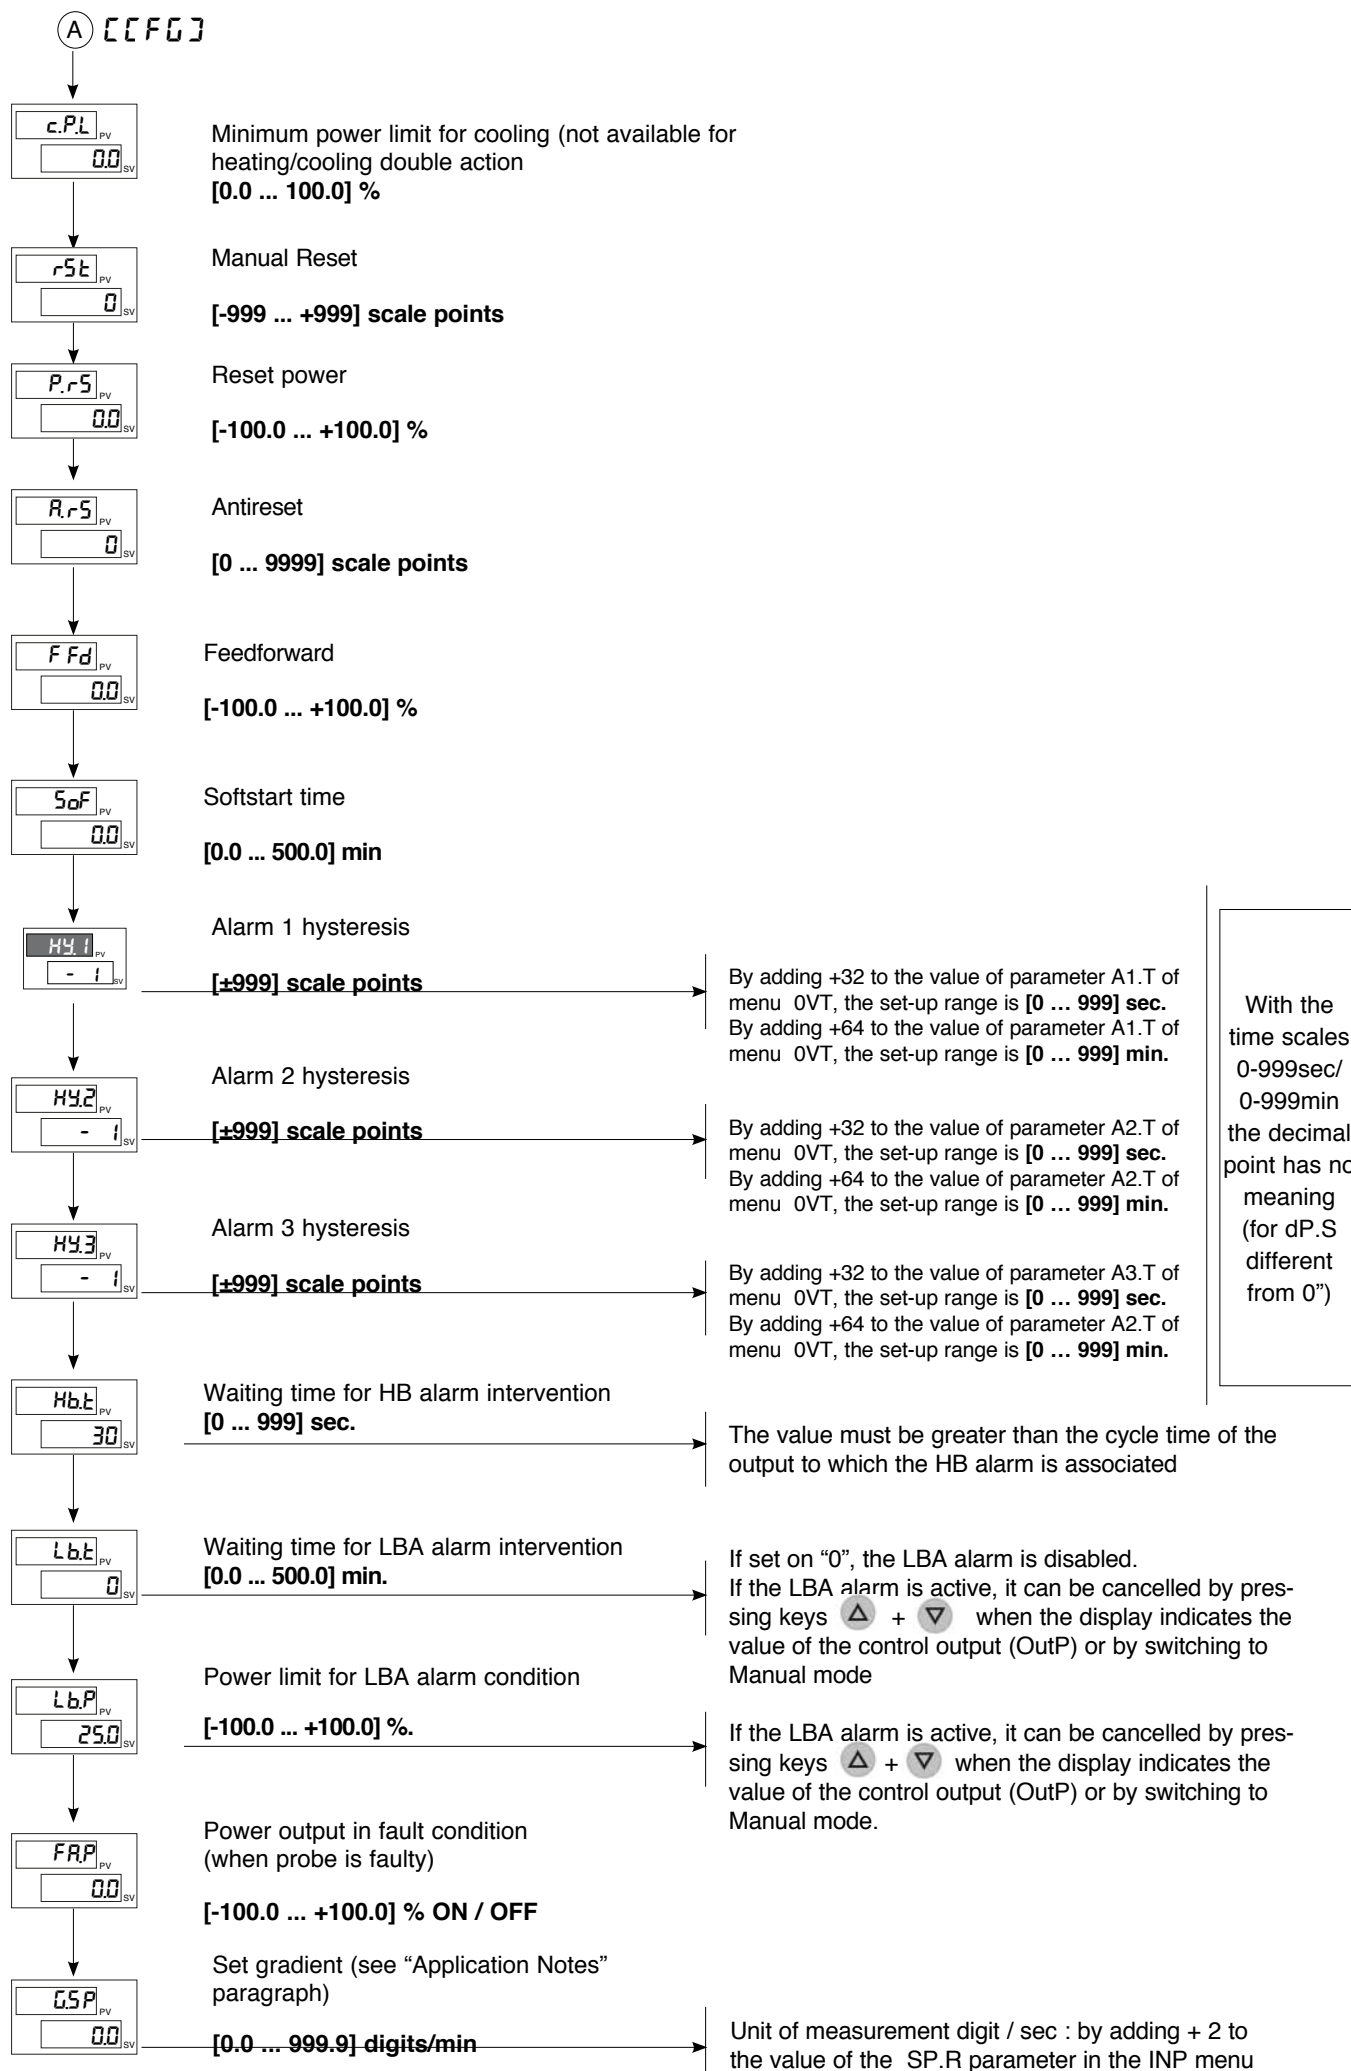 A [CFG]
c.P.L PV
0.0 SV
Minimum power limit for cooling (not available for
heating/cooling double action
[0.0 ... 100.0] %
rSt PV
0 SV
Manual Reset
[-999 ... +999] scale points
P.rS PV
0.0 SV
Reset power
[-100.0 ... +100.0] %
A.rS PV
0 SV
Antireset
[0 ... 9999] scale points
F Fd PV
0.0 SV
Feedforward
[-100.0 ... +100.0] %
SoF PV
0.0 SV
Softstart time
[0.0 ... 500.0] min
HY.1 PV
- 1 SV
Alarm 1 hysteresis
[±999] scale points
By adding +32 to the value of parameter A1.T of
menu 0VT, the set-up range is [0 … 999] sec.
By adding +64 to the value of parameter A1.T of
menu 0VT, the set-up range is [0 … 999] min.
HY.2 PV
- 1 SV
Alarm 2 hysteresis
[±999] scale points
By adding +32 to the value of parameter A2.T of
menu 0VT, the set-up range is [0 … 999] sec.
By adding +64 to the value of parameter A2.T of
menu 0VT, the set-up range is [0 … 999] min.
HY.3 PV
- 1 SV
Alarm 3 hysteresis
[±999] scale points
By adding +32 to the value of parameter A3.T of
menu 0VT, the set-up range is [0 … 999] sec.
By adding +64 to the value of parameter A2.T of
menu 0VT, the set-up range is [0 … 999] min.
With the
time scales
0-999sec/
0-999min
the decimal
point has no
meaning
(for dP.S
different
from 0”)
Hb.t PV
30 SV
Waiting time for HB alarm intervention
[0 ... 999] sec.
The value must be greater than the cycle time of the
output to which the HB alarm is associated
Lb.t PV
0 SV
Waiting time for LBA alarm intervention
[0.0 ... 500.0] min.
If set on “0”, the LBA alarm is disabled.
If the LBA alarm is active, it can be cancelled by pres-
sing keys △ + ▽ when the display indicates the
value of the control output (OutP) or by switching to
Manual mode
Lb.P PV
25.0 SV
Power limit for LBA alarm condition
[-100.0 ... +100.0] %.
If the LBA alarm is active, it can be cancelled by pres-
sing keys △ + ▽ when the display indicates the
value of the control output (OutP) or by switching to
Manual mode.
FA.P PV
0.0 SV
Power output in fault condition
(when probe is faulty)
[-100.0 ... +100.0] % ON / OFF
G.SP PV
0.0 SV
Set gradient (see “Application Notes”
paragraph)
[0.0 ... 999.9] digits/min
Unit of measurement digit / sec : by adding + 2 to
the value of the SP.R parameter in the INP menu